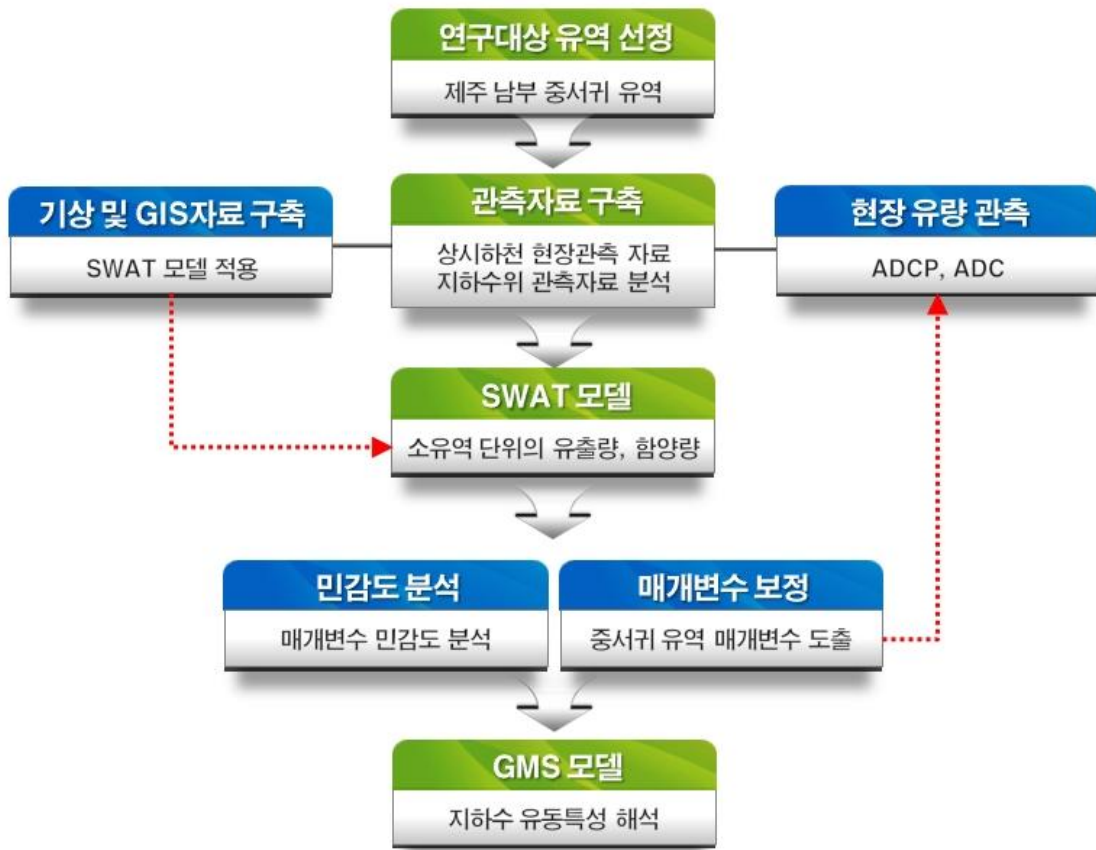 연구대상 유역 선정
제주 남부 중서귀 유역
기상 및 GIS자료 구축
SWAT 모델 적용
관측자료 구축
상시하천 현장관측 자료
지하수위 관측자료 분석
현장 유량 관측
ADCP, ADC
SWAT 모델
소유역 단위의 유출량, 함양량
민감도 분석
매개변수 민감도 분석
매개변수 보정
중서귀 유역 매개변수 도출
GMS 모델
지하수 유동특성 해석